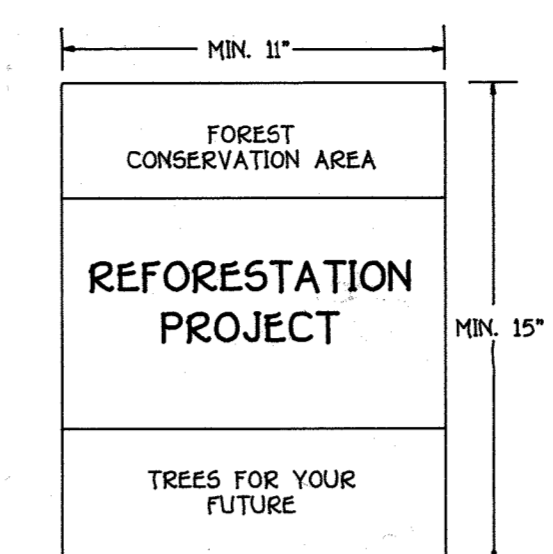 MIN. 11"
FOREST
CONSERVATION AREA
REFORESTATION
PROJECT
MIN. 15"
TREES FOR YOUR
FUTURE